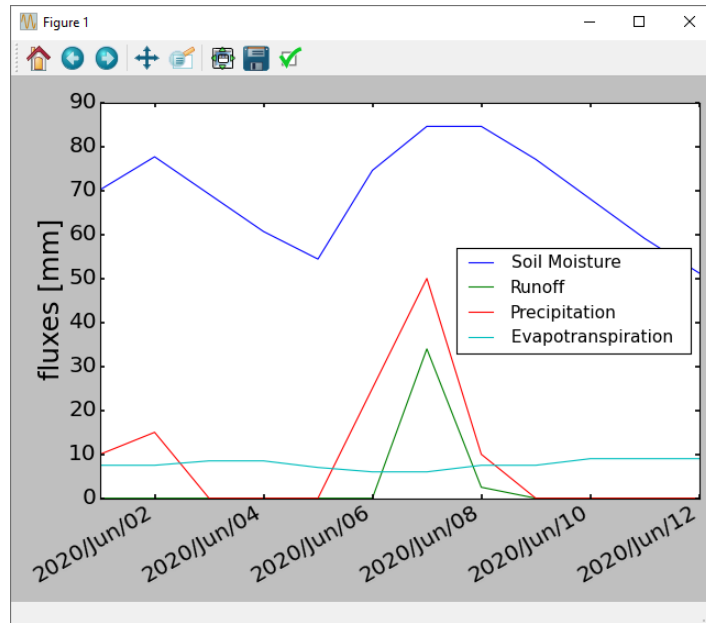 Figure 1
90
80
70
60
50
40
30
20
10
0
fluxes [mm]
Soil Moisture
Runoff
Precipitation
Evapotranspiration
2020/Jun/02
2020/Jun/04
2020/Jun/06
2020/Jun/08
2020/Jun/10
2020/Jun/12